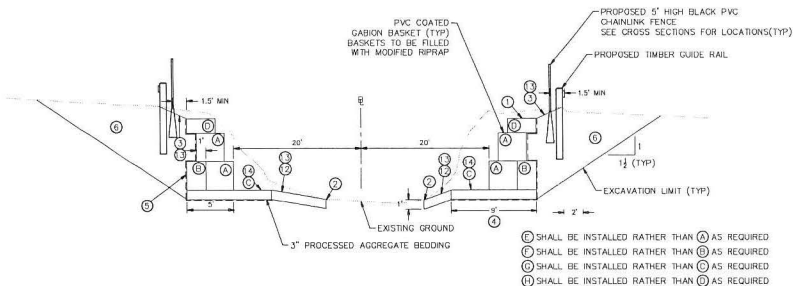 PROPOSED 5' HIGH BLACK PVC
CHAINLINK FENCE
SEE CROSS SECTIONS FOR LOCATIONS(TYP)
PVC COATED
GABION BASKET (TYP)
BASKETS TO BE FILLED
WITH MODIFIED RIPRAP
PROPOSED TIMBER GUIDE RAIL
13
3
1.5' MIN
1.5' MIN
1
D
D
A
A
6
6
3
13
1'
20'
20'
1
1½ (TYP)
B
A
A
B
13
12
14
C
13
12
14
C
2
2
5
5'
1'
9'
4
2'
EXCAVATION LIMIT (TYP)
EXISTING GROUND
3" PROCESSED AGGREGATE BEDDING
E SHALL BE INSTALLED RATHER THAN A AS REQUIRED
F SHALL BE INSTALLED RATHER THAN B AS REQUIRED
G SHALL BE INSTALLED RATHER THAN C AS REQUIRED
H SHALL BE INSTALLED RATHER THAN D AS REQUIRED